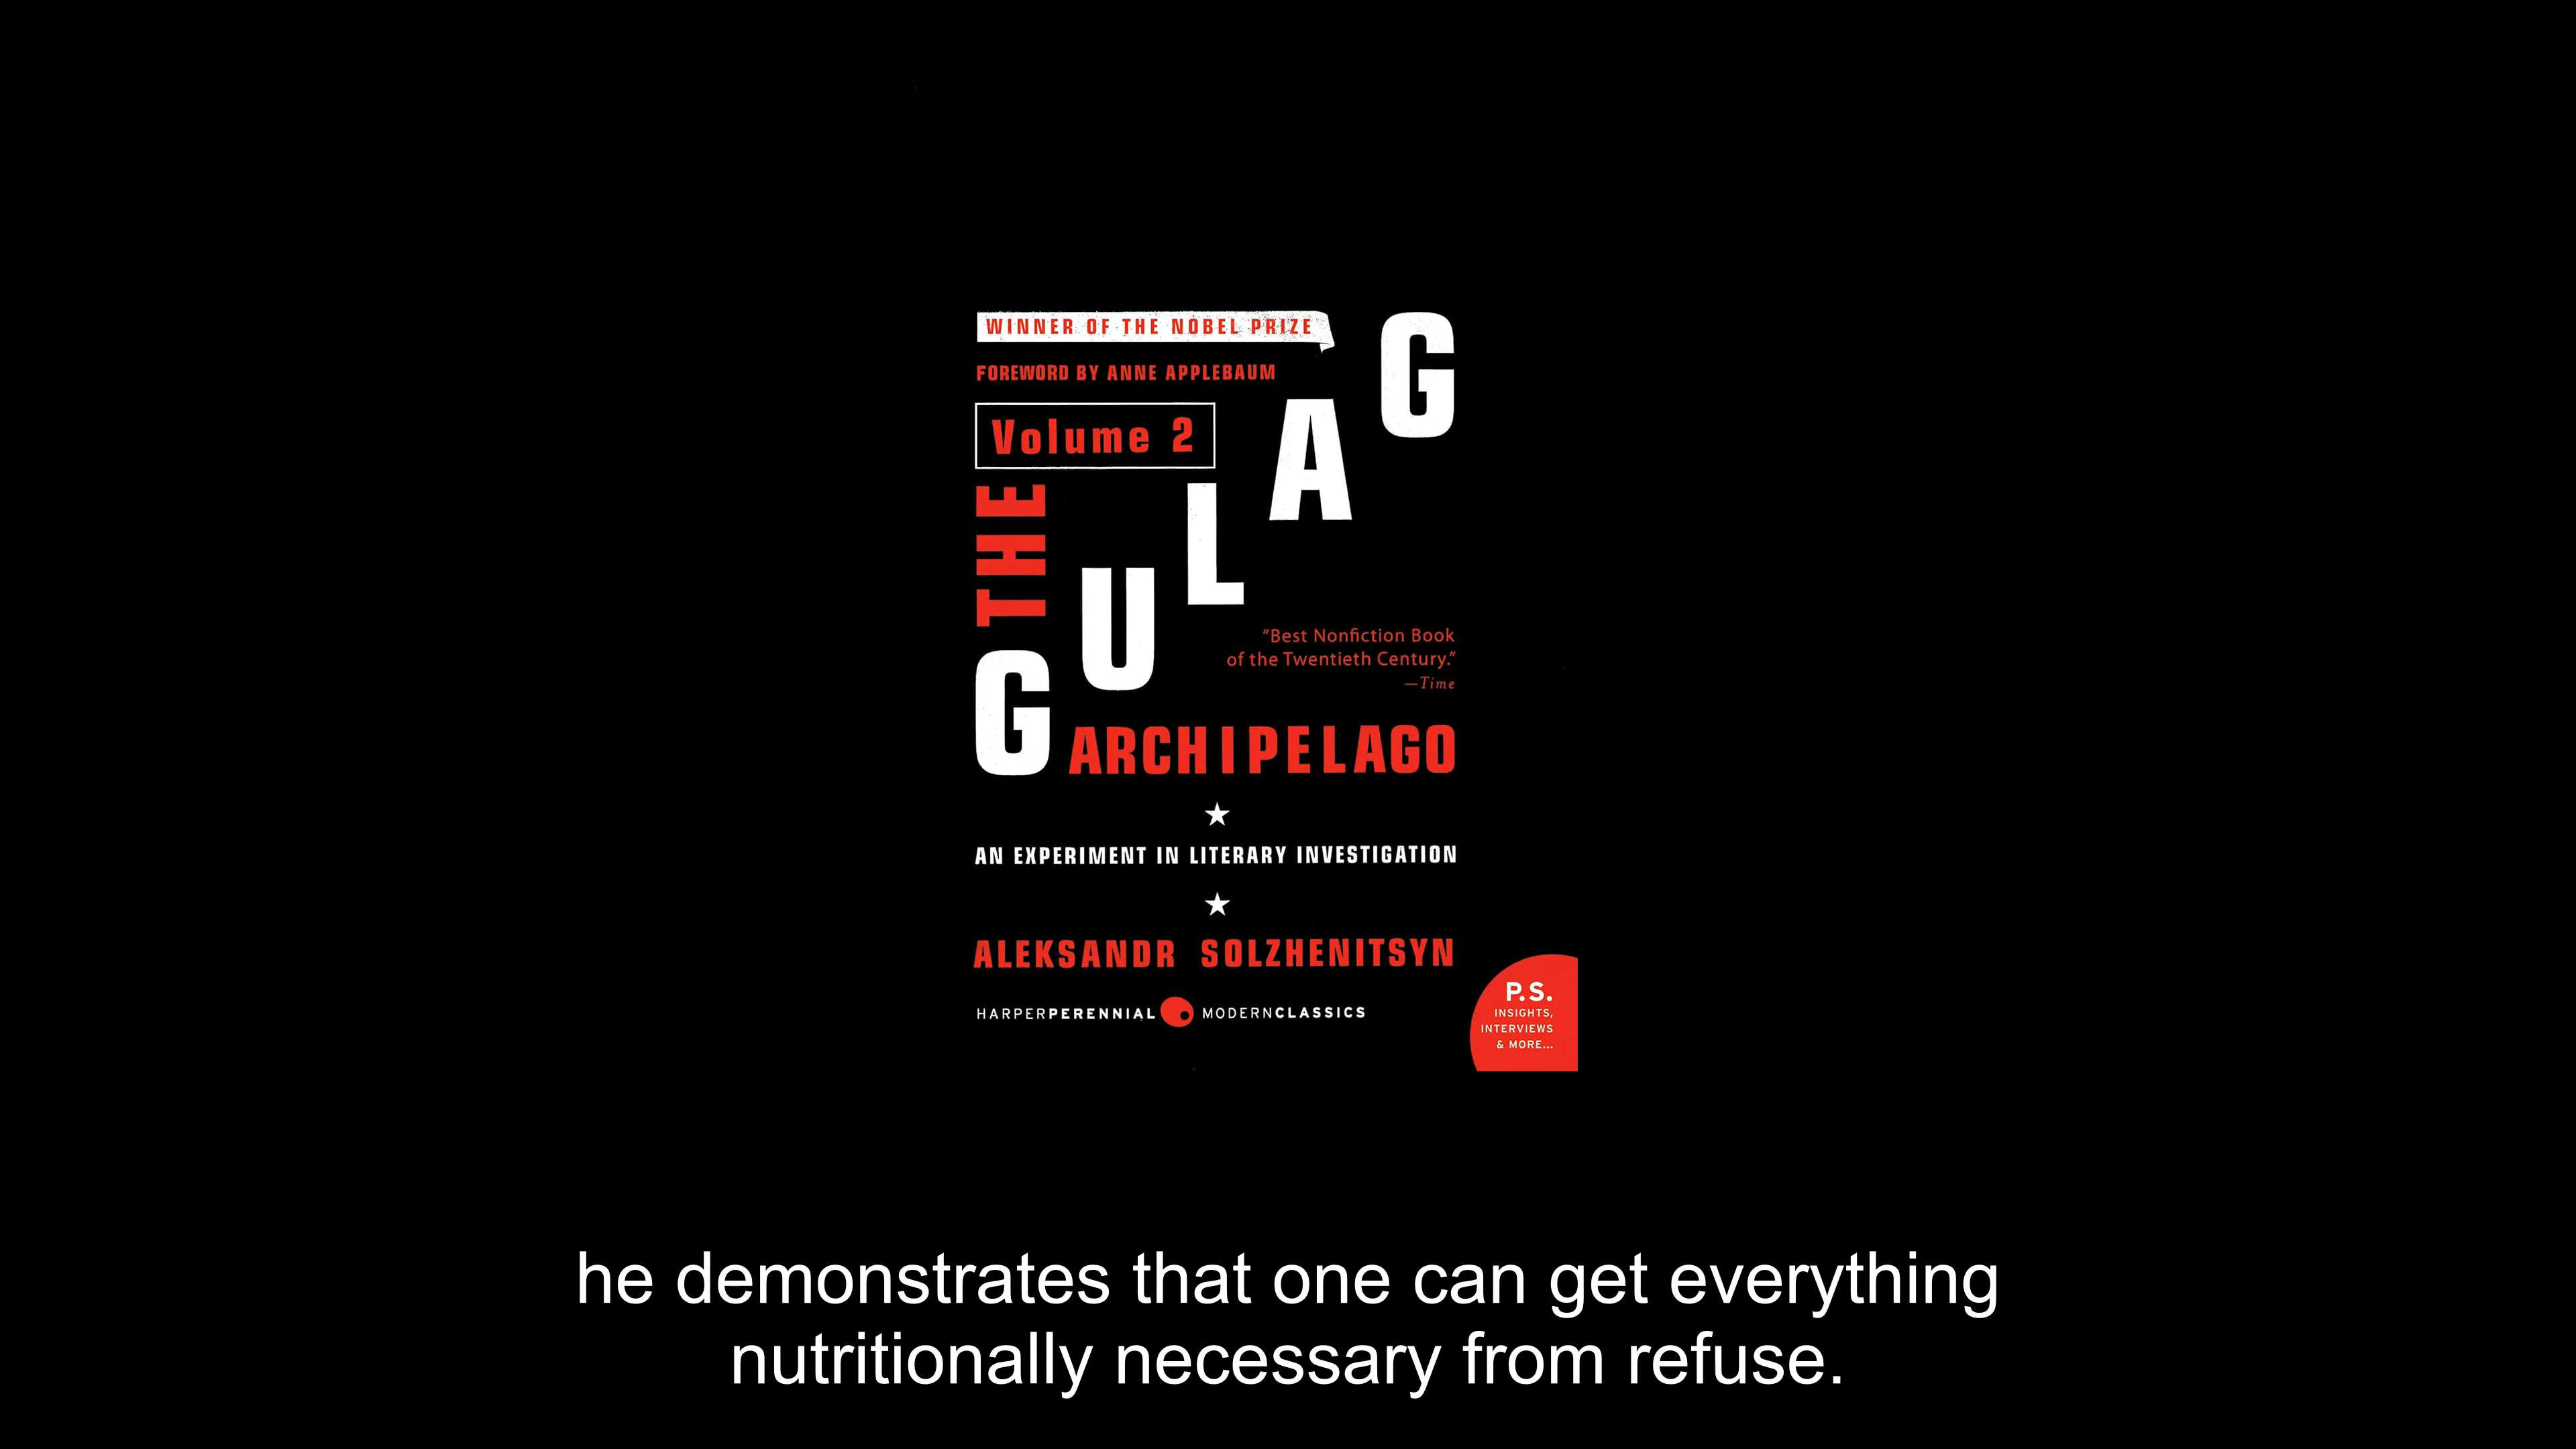 WINNER OF THE NOBEL PRIZE
FOREWORD BY ANNE APPLEBAUM
Volume 2
THE
GULAG
ARCHIPELAGO
“Best Nonfiction Book
of the Twentieth Century.”
—Time
AN EXPERIMENT IN LITERARY INVESTIGATION
ALEKSANDR SOLZHENITSYN
HARPERPERENNIAL MODERNCLASSICS
P.S.
INSIGHTS,
INTERVIEWS
& MORE...
he demonstrates that one can get everything
nutritionally necessary from refuse.